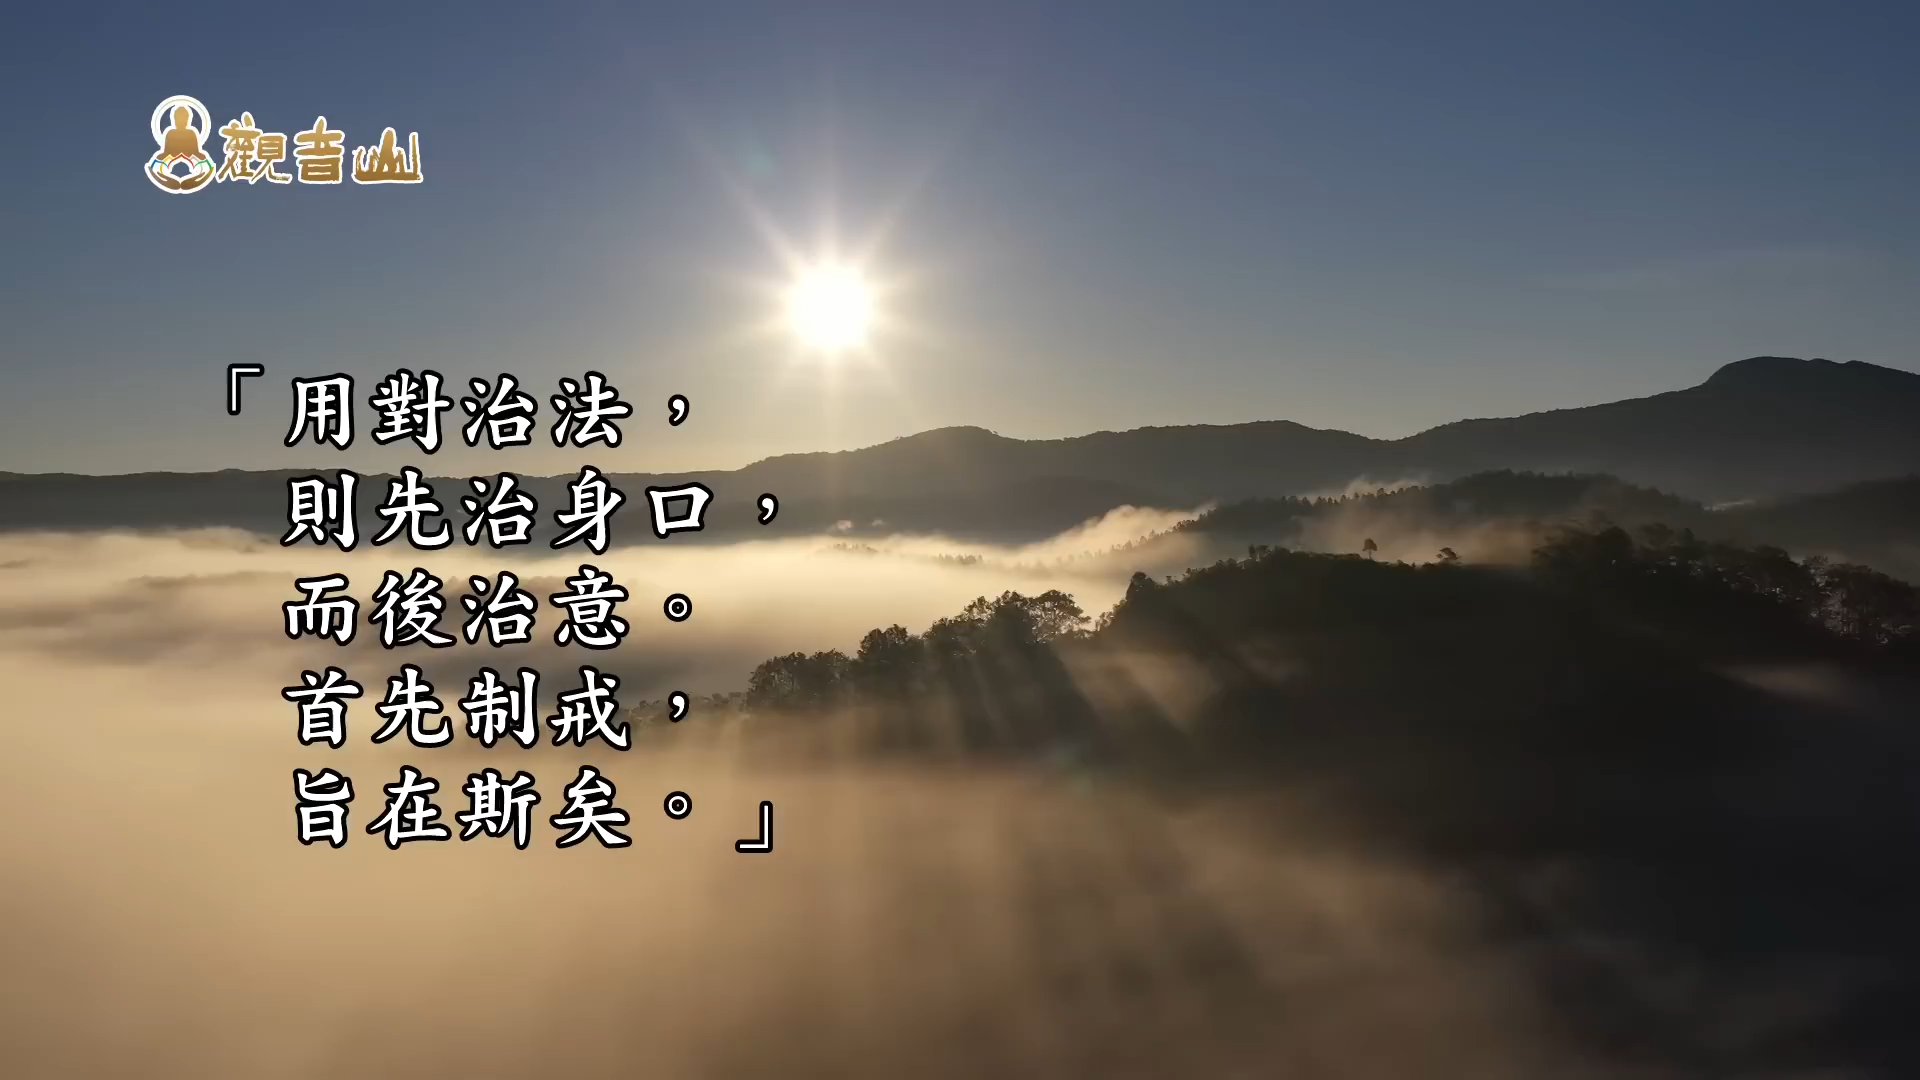 觀音山
「用對治法，
則先治身口，
而後治意。
首先制戒，
旨在斯矣。」